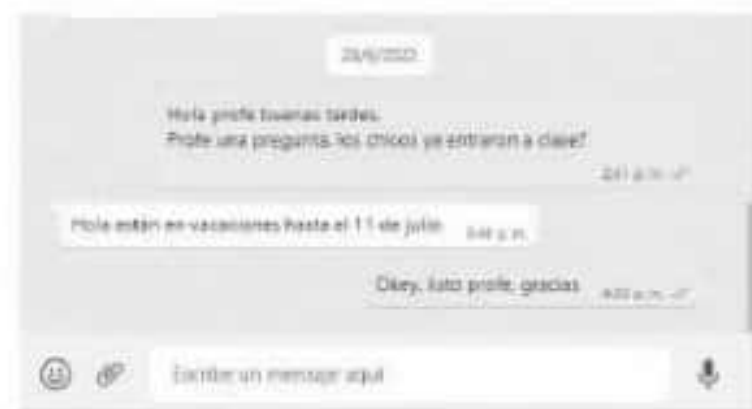 Hola profe buenas tardes.
Profe una pregunta, los chicos ya entraron a clase?
p. m.
Hola están en vacaciones hasta el 11 de julio
p. m.
Okey, listo profe, gracias
p. m.
Escribe un mensaje aquí